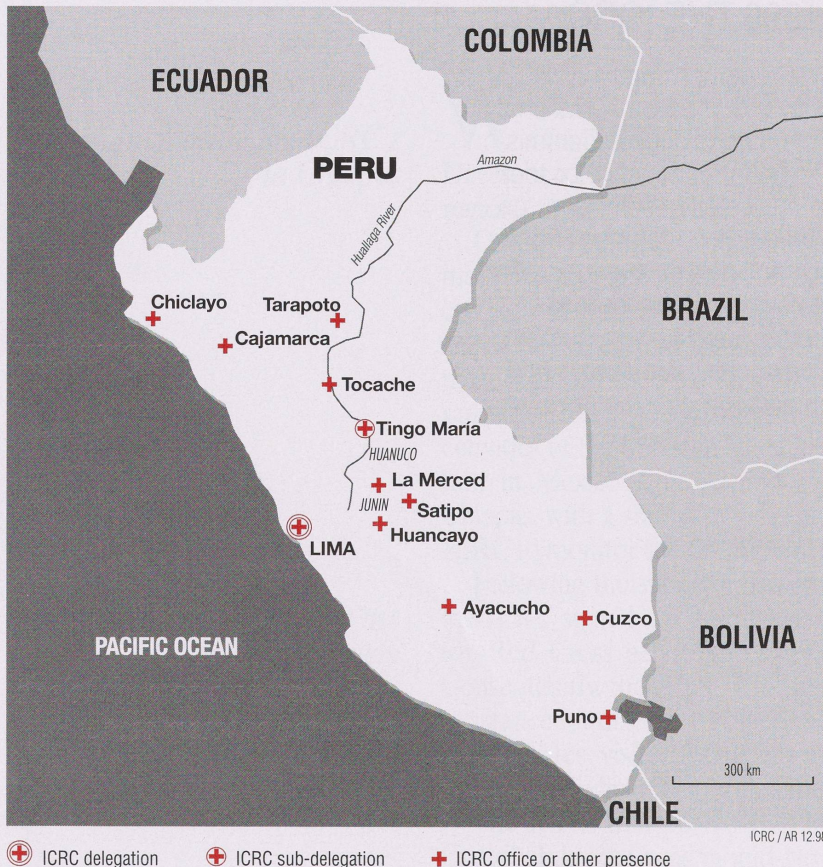 COLOMBIA
ECUADOR
PERU
Amazon
Huallaga River
BRAZIL
Chiclayo
Tarapoto
Cajamarca
Tocache
Tingo María
HUANUCO
La Merced
JUNIN
Satipo
Huancayo
LIMA
Ayacucho
Cuzco
PACIFIC OCEAN
BOLIVIA
Puno
300 km
CHILE
ICRC / AR 12.98
ICRC delegation
ICRC sub-delegation
ICRC office or other presence